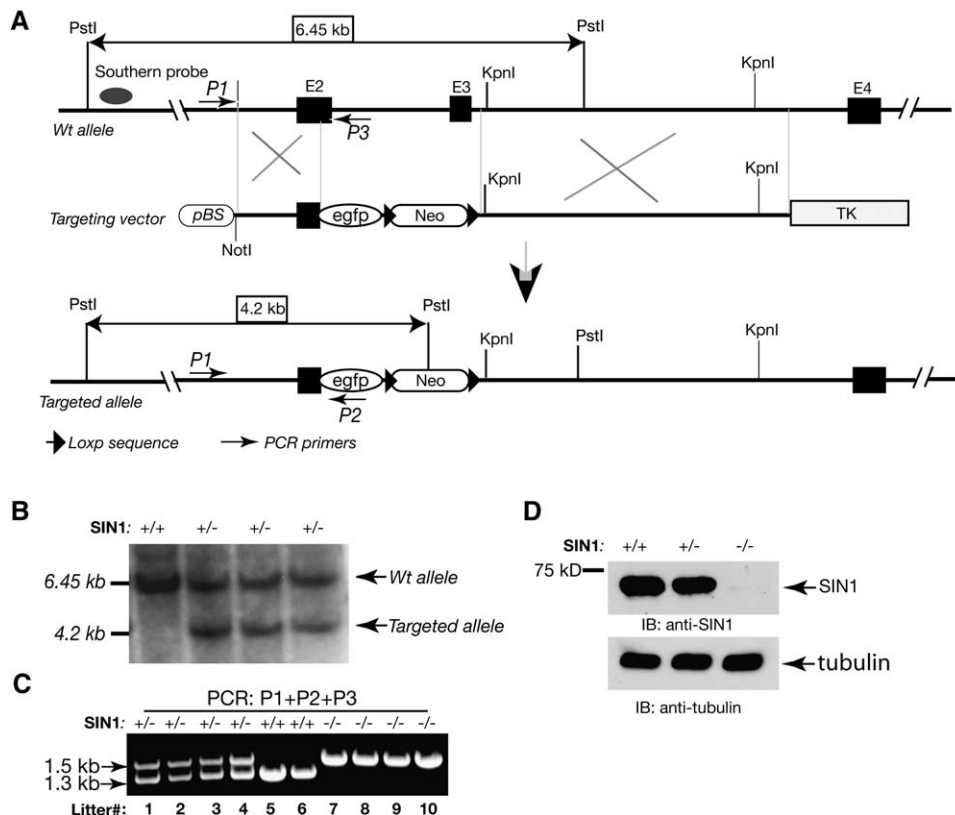 A
PstI
6.45 kb
PstI
Southern probe
P1
E2
E3
KpnI
KpnI
E4
P3
Wt allele
KpnI
KpnI
Targeting vector
pBS
egfp
Neo
TK
NotI
PstI
4.2 kb
PstI
KpnI
PstI
KpnI
P1
egfp
Neo
P2
Targeted allele
Loxp sequence
PCR primers
B
SIN1: +/+ +/- +/- +/-
6.45 kb
Wt allele
4.2 kb
Targeted allele
C
PCR: P1+P2+P3
SIN1: +/- +/- +/- +/- +/+ +/+ -/- -/- -/- -/-
1.5 kb
1.3 kb
Litter#: 1 2 3 4 5 6 7 8 9 10
D
SIN1: +/+ +/- -/-
75 kD
SIN1
IB: anti-SIN1
tubulin
IB: anti-tubulin